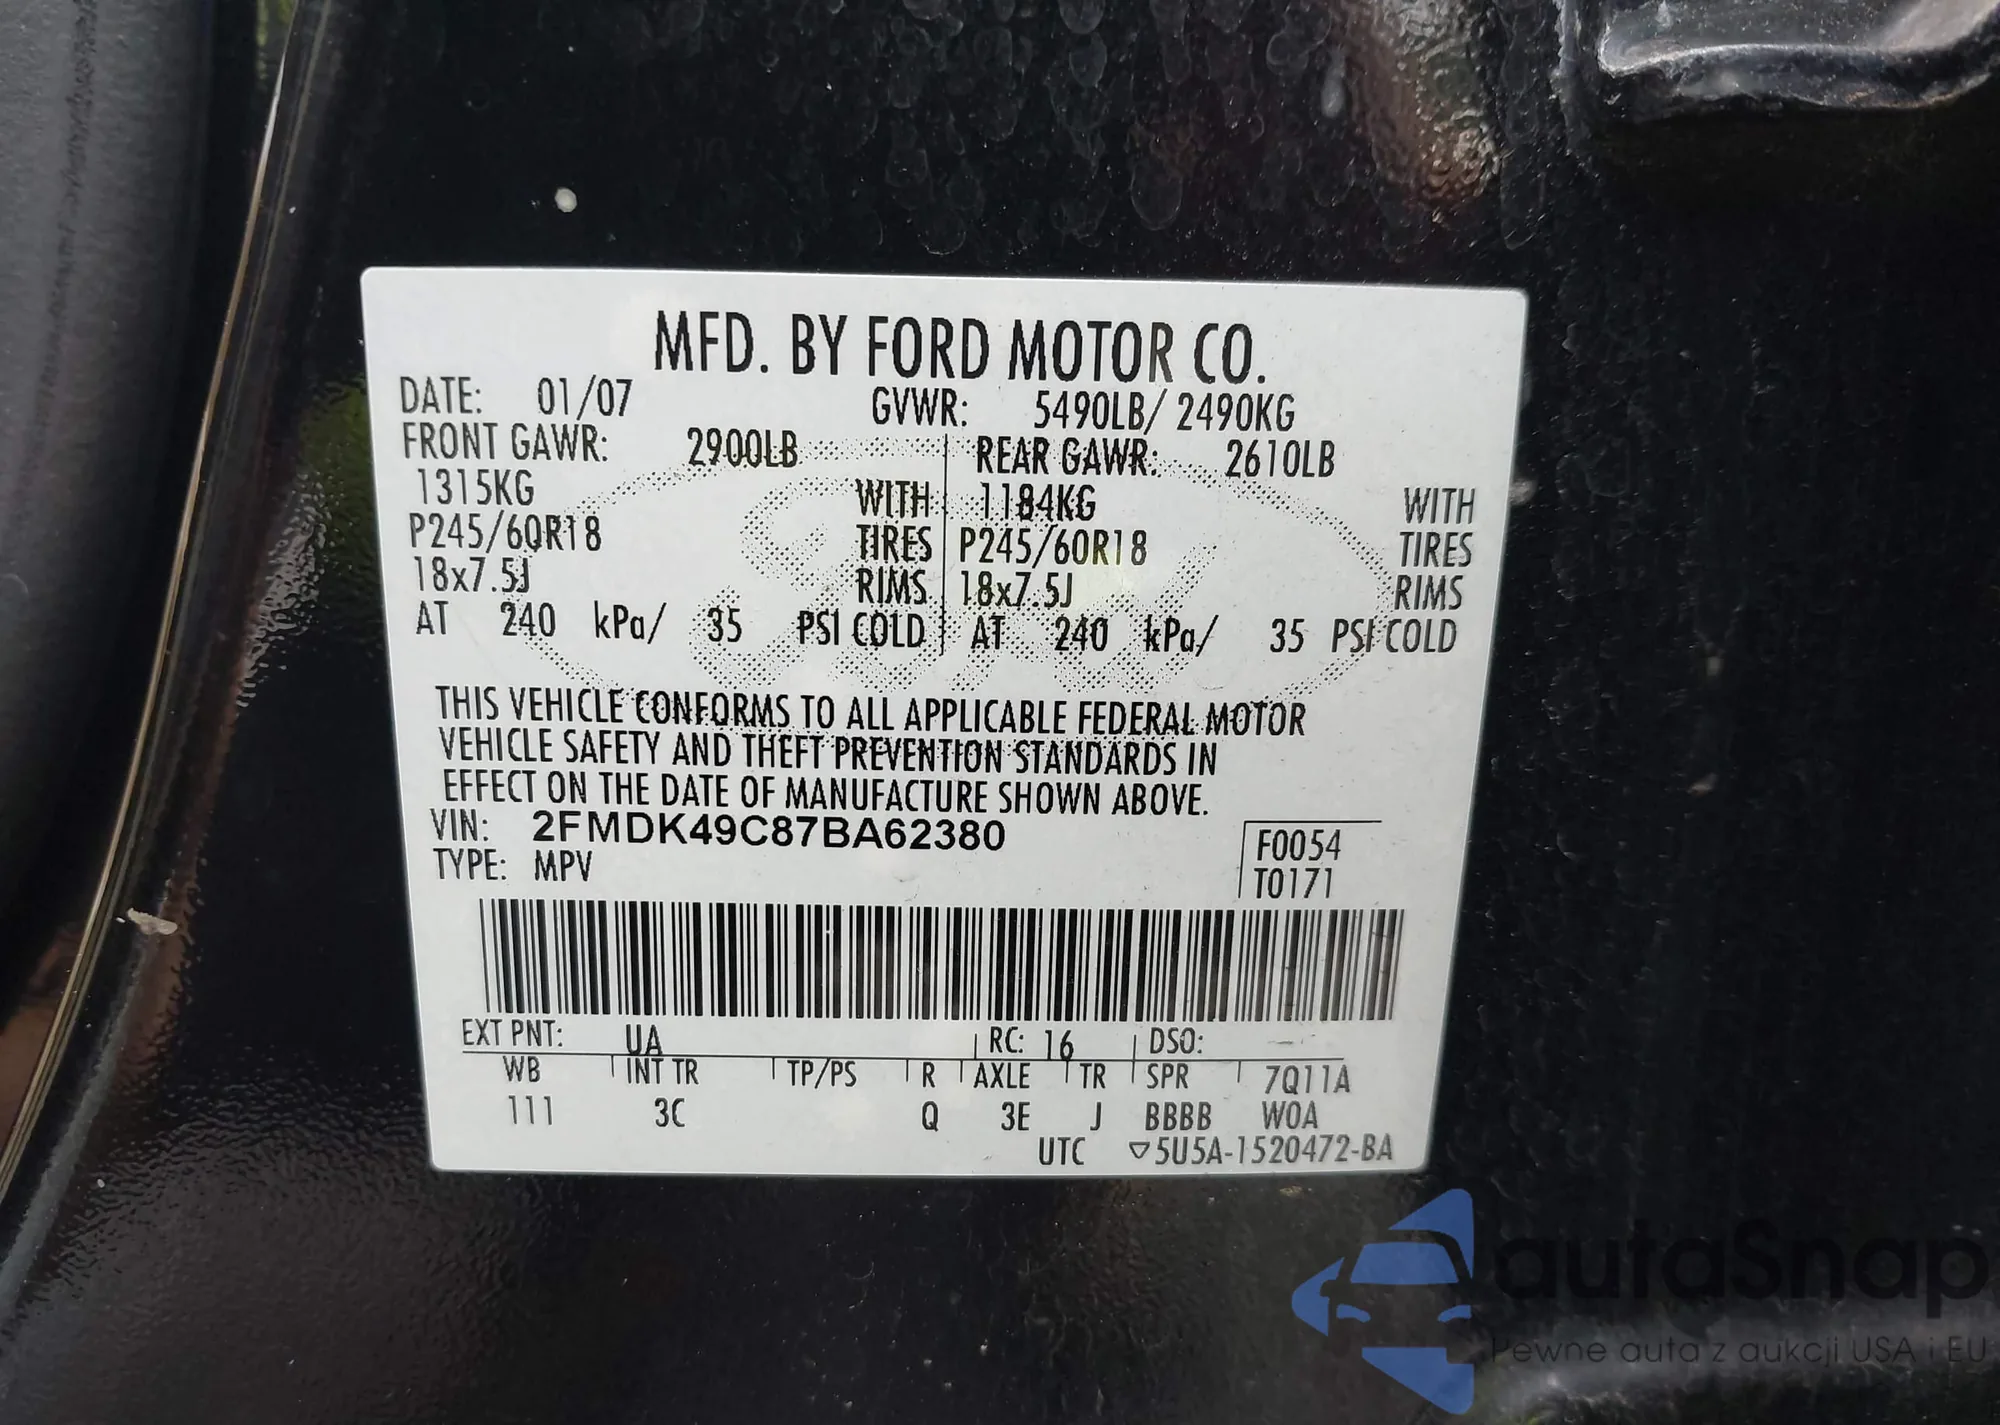 MFD. BY FORD MOTOR CO.
DATE: 01/07 GVWR: 5490LB/ 2490KG
FRONT GAWR: 2900LB REAR GAWR: 2610LB
1315KG WITH 1184KG WITH
P245/60R18 TIRES P245/60R18 TIRES
18x7.5J RIMS 18x7.5J RIMS
AT 240 kPa/ 35 PSI COLD AT 240 kPa/ 35 PSI COLD
THIS VEHICLE CONFORMS TO ALL APPLICABLE FEDERAL MOTOR
VEHICLE SAFETY AND THEFT PREVENTION STANDARDS IN
EFFECT ON THE DATE OF MANUFACTURE SHOWN ABOVE.
VIN: 2FMDK49C87BA62380 F0054
TYPE: MPV T0171
EXT PNT: UA RC: 16 DSO:
WB INT TR TP/PS R AXLE TR SPR 7Q11A
111 3C Q 3E J BBBB WOA
UTC ▽5U5A-1520472-BA
autaSnap
Pewne auta z aukcji USA i EU